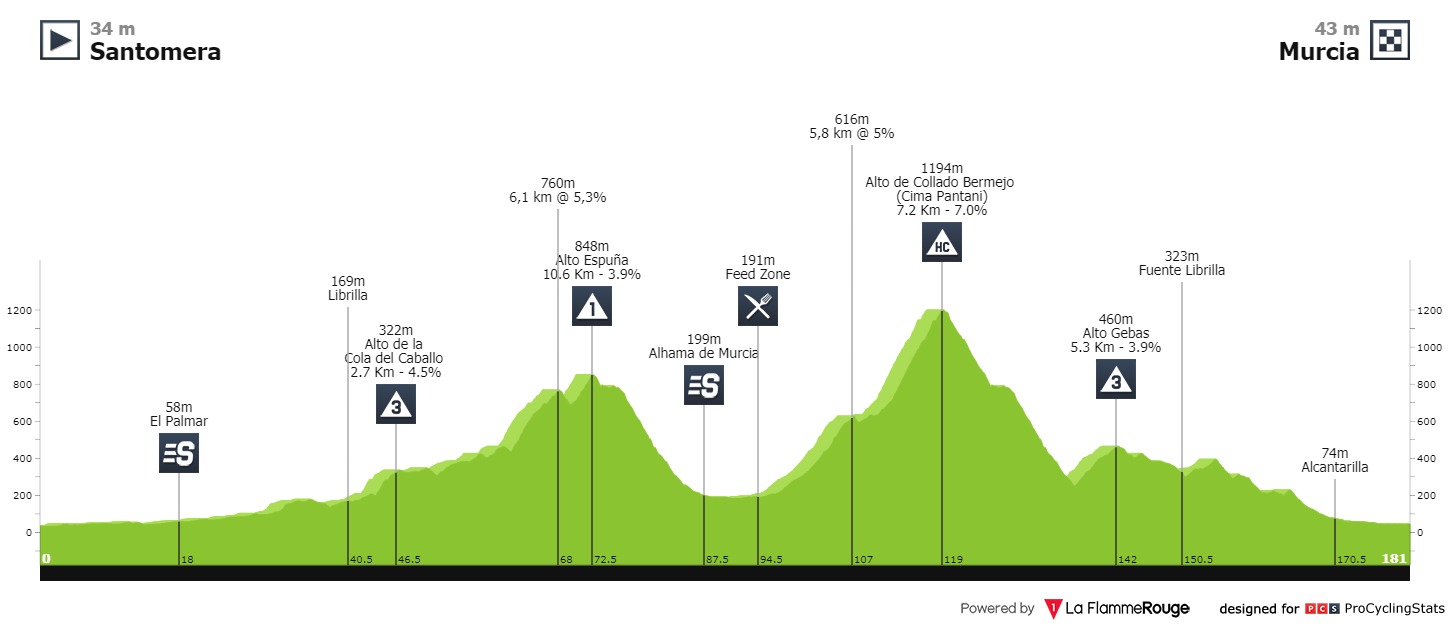 34 m
Santomera
43 m
Murcia
58m
El Palmar
S
169m
Librilla
322m
Alto de la
Cola del Caballo
2.7 Km - 4.5%
3
760m
6,1 km @ 5,3%
848m
Alto Espuña
10.6 Km - 3.9%
1
199m
Alhama de Murcia
S
191m
Feed Zone
616m
5,8 km @ 5%
1194m
Alto de Collado Bermejo
(Cima Pantani)
7.2 Km - 7.0%
HC
460m
Alto Gebas
5.3 Km - 3.9%
3
323m
Fuente Librilla
74m
Alcantarilla
1200
1000
800
600
400
200
0
1200
1000
800
600
400
200
0
0 18 40.5 46.5 68 72.5 87.5 94.5 107 119 142 150.5 170.5 181
Powered by 1 La FlammeRouge designed for PCS ProCyclingStats